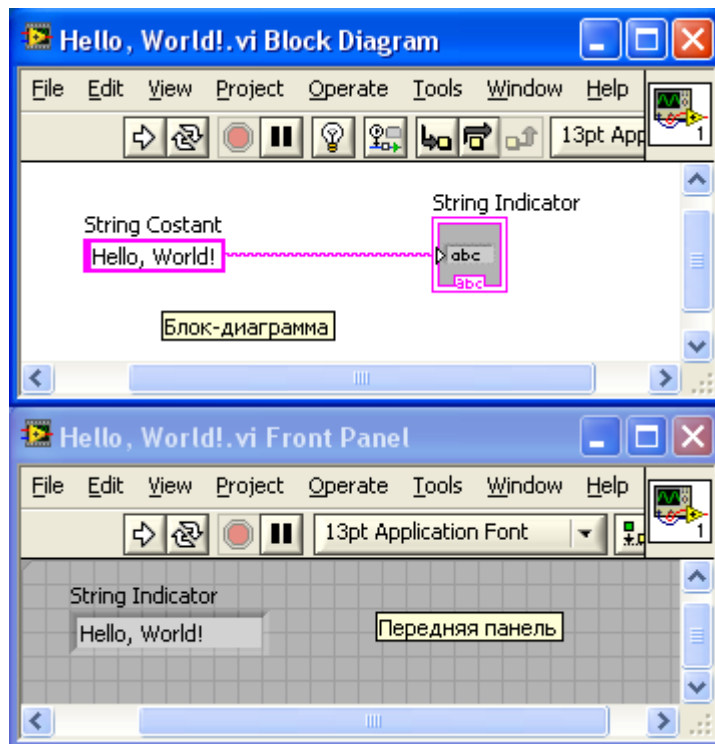 Hello, World!.vi Block Diagram
File Edit View Project Operate Tools Window Help
13pt App
1
String Indicator
String Costant
Hello, World!
abc
abc
Блок-диаграмма
Hello, World!.vi Front Panel
File Edit View Project Operate Tools Window Help
13pt Application Font
1
String Indicator
Hello, World!
Передняя панель